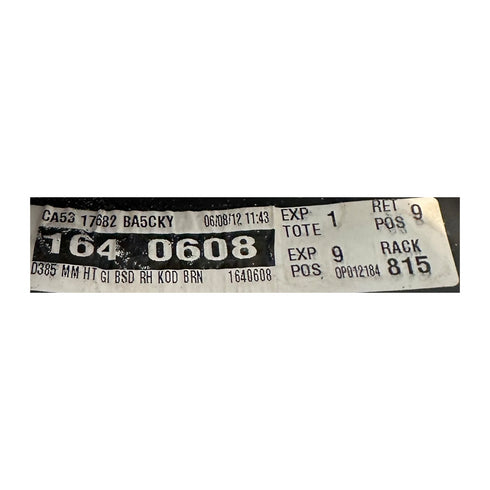 CA53 17682 BA5CKY 06/08/12 11:43
164 0608
0385 MM HT GI BSD RH KOD BRN 1640608
EXP TOTE 1 RET POS 9
EXP POS 9 OP012184 RACK 815